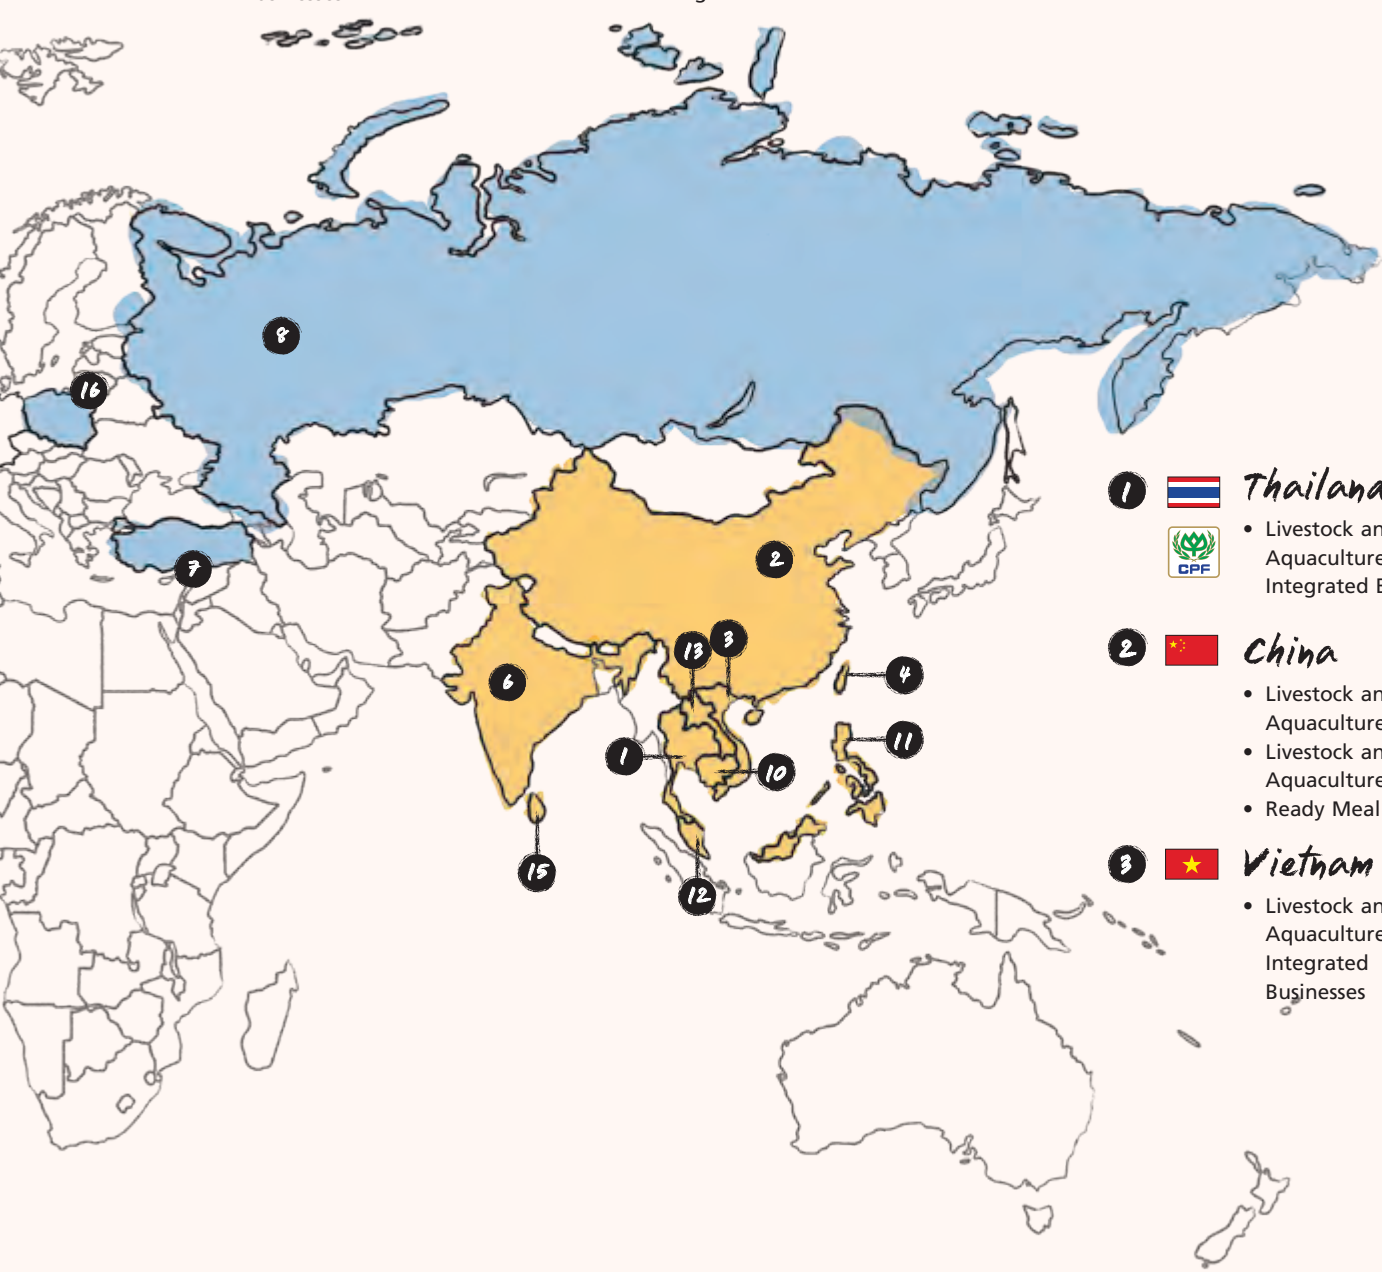 8
16
7
2
13
3
6
4
1
11
10
15
12
1
Thailand
• Livestock an
CPF
Aquaculture
Integrated B
2
China
• Livestock an
Aquaculture
• Livestock an
Aquaculture
• Ready Meal
3
Vietnam
• Livestock an
Aquaculture
Integrated
Businesses